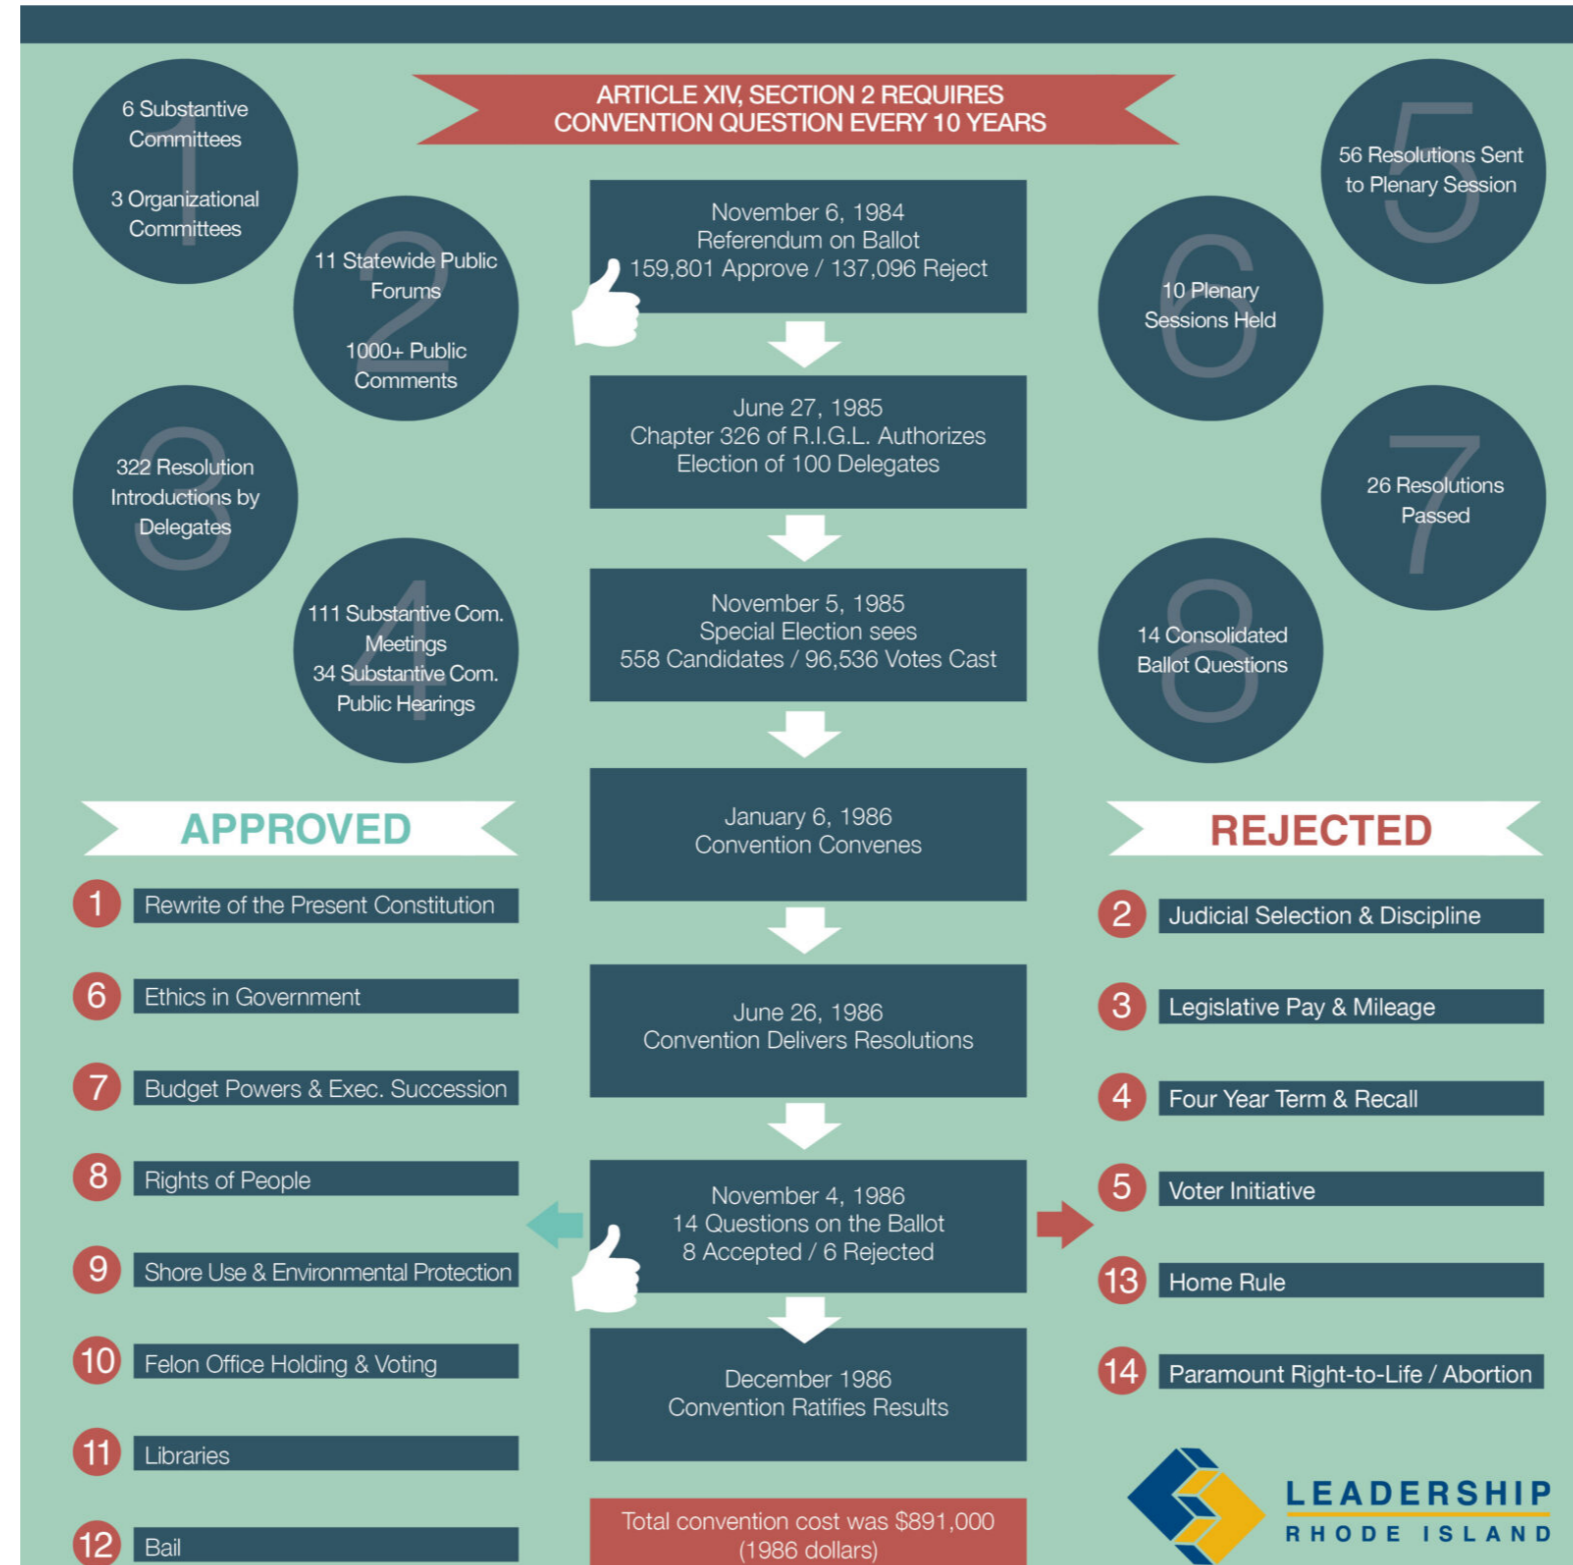 ARTICLE XIV, SECTION 2 REQUIRES
CONVENTION QUESTION EVERY 10 YEARS
1
6 Substantive
Committees
3 Organizational
Committees
2
11 Statewide Public
Forums
1000+ Public
Comments
3
322 Resolution
Introductions by
Delegates
4
111 Substantive Com.
Meetings
34 Substantive Com.
Public Hearings
November 6, 1984
Referendum on Ballot
159,801 Approve / 137,096 Reject
June 27, 1985
Chapter 326 of R.I.G.L. Authorizes
Election of 100 Delegates
November 5, 1985
Special Election sees
558 Candidates / 96,536 Votes Cast
January 6, 1986
Convention Convenes
June 26, 1986
Convention Delivers Resolutions
November 4, 1986
14 Questions on the Ballot
8 Accepted / 6 Rejected
December 1986
Convention Ratifies Results
Total convention cost was $891,000
(1986 dollars)
5
56 Resolutions Sent
to Plenary Session
6
10 Plenary
Sessions Held
7
26 Resolutions
Passed
8
14 Consolidated
Ballot Questions
APPROVED
1 Rewrite of the Present Constitution
6 Ethics in Government
7 Budget Powers & Exec. Succession
8 Rights of People
9 Shore Use & Environmental Protection
10 Felon Office Holding & Voting
11 Libraries
12 Bail
REJECTED
2 Judicial Selection & Discipline
3 Legislative Pay & Mileage
4 Four Year Term & Recall
5 Voter Initiative
13 Home Rule
14 Paramount Right-to-Life / Abortion
LEADERSHIP
RHODE ISLAND